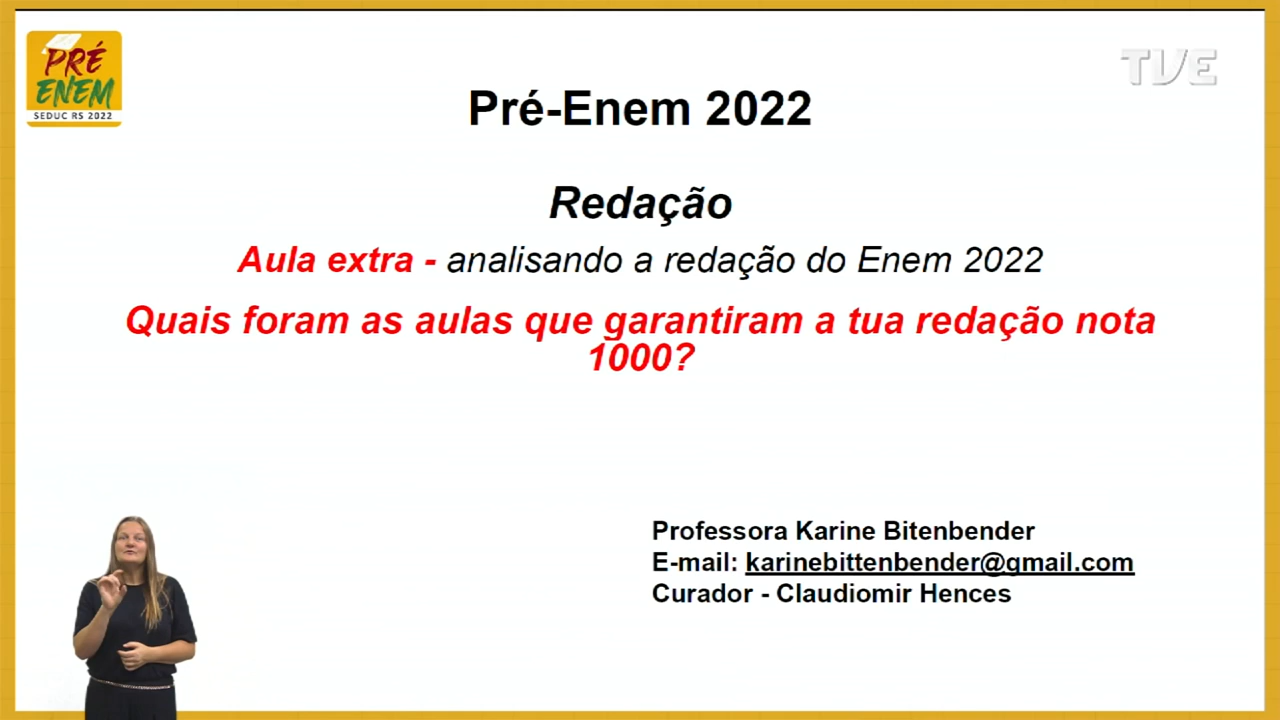 PRÉ
ENEM
SEDUC RS 2022
TVE
Pré-Enem 2022
Redação
Aula extra - analisando a redação do Enem 2022
Quais foram as aulas que garantiram a tua redação nota
1000?
Professora Karine Bitenbender
E-mail: karinebittenbender@gmail.com
Curador - Claudiomir Hences